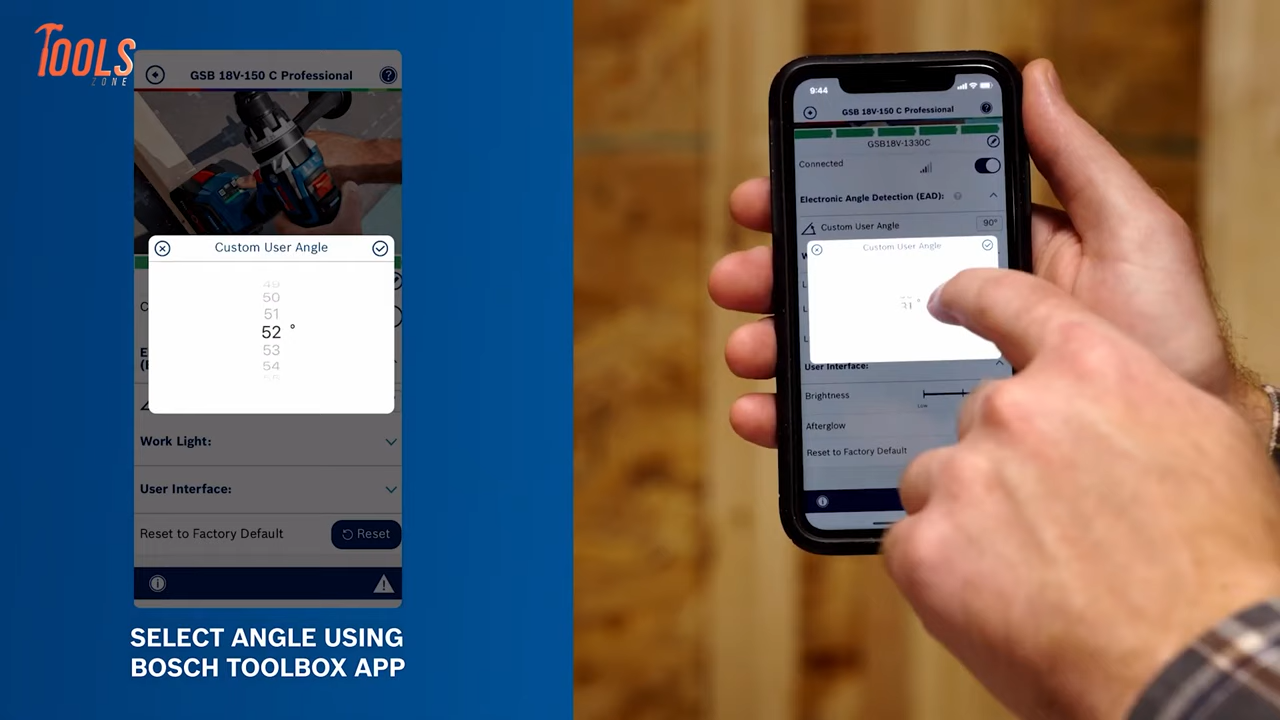 TOOLS
ZONE
GSB 18V-150 C Professional
?
Custom User Angle
49
50
51
52 °
53
54
55
Work Light:
User Interface:
Reset to Factory Default
Reset
SELECT ANGLE USING
BOSCH TOOLBOX APP
9:44
GSB 18V-150 C Professional
?
GSB18V-1330C
Connected
Electronic Angle Detection (EAD):
Custom User Angle
90°
Custom User Angle
31 °
User Interface:
Brightness
Low
Afterglow
Reset to Factory Default